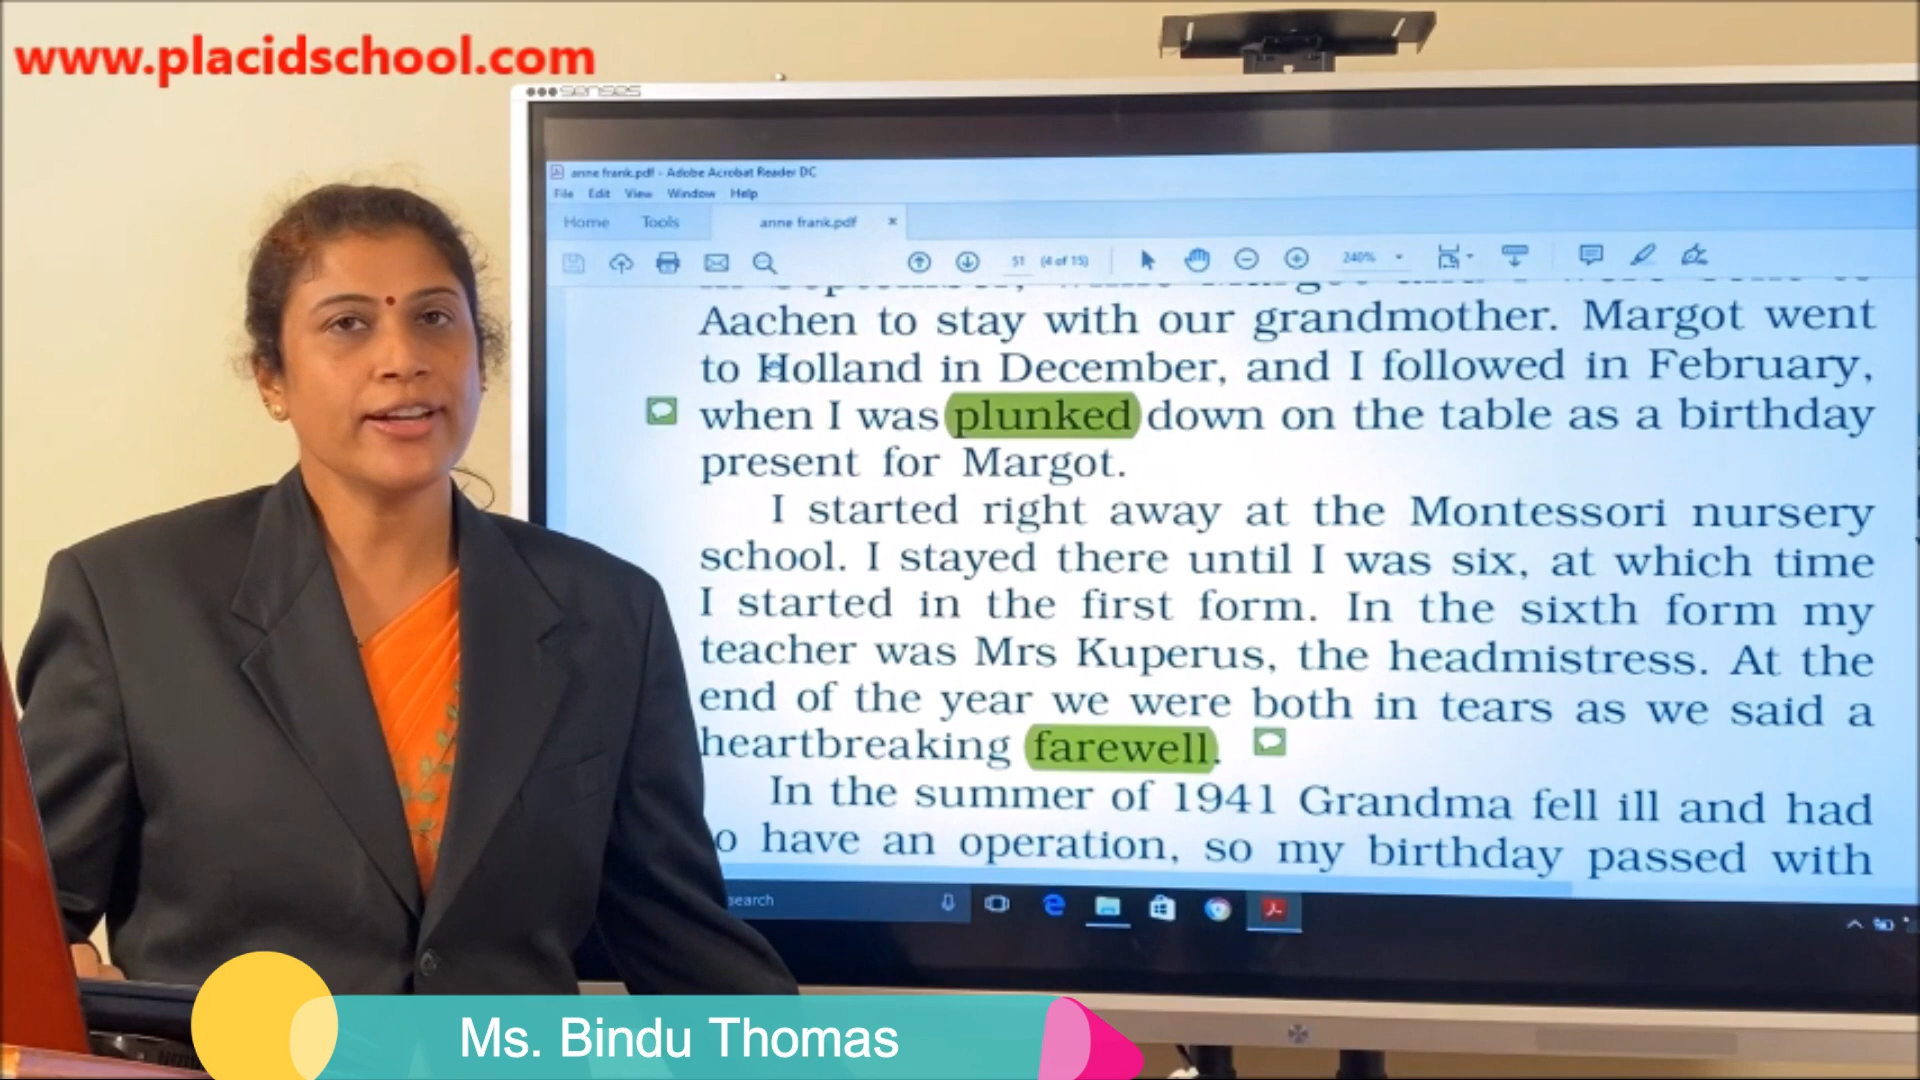 www.placidschool.com
senses
anne frank.pdf - Adobe Acrobat Reader DC
File Edit View Window Help
Home Tools anne frank.pdf ×
51 (4 of 15) 240%
Aachen to stay with our grandmother. Margot went
to Holland in December, and I followed in February,
when I was plunked down on the table as a birthday
present for Margot.
I started right away at the Montessori nursery
school. I stayed there until I was six, at which time
I started in the first form. In the sixth form my
teacher was Mrs Kuperus, the headmistress. At the
end of the year we were both in tears as we said a
heartbreaking farewell.
In the summer of 1941 Grandma fell ill and had
o have an operation, so my birthday passed with
search
Ms. Bindu Thomas